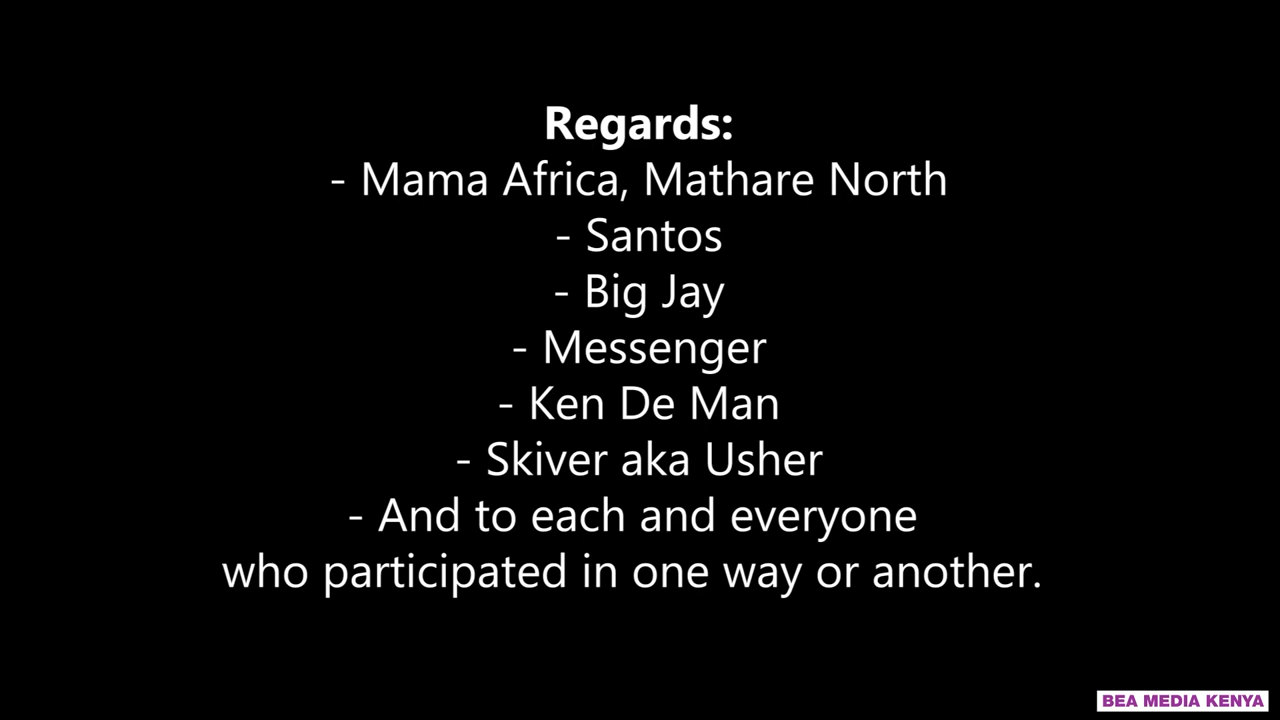 Regards:
- Mama Africa, Mathare North
- Santos
- Big Jay
- Messenger
- Ken De Man
- Skiver aka Usher
- And to each and everyone
who participated in one way or another.
BEA MEDIA KENYA